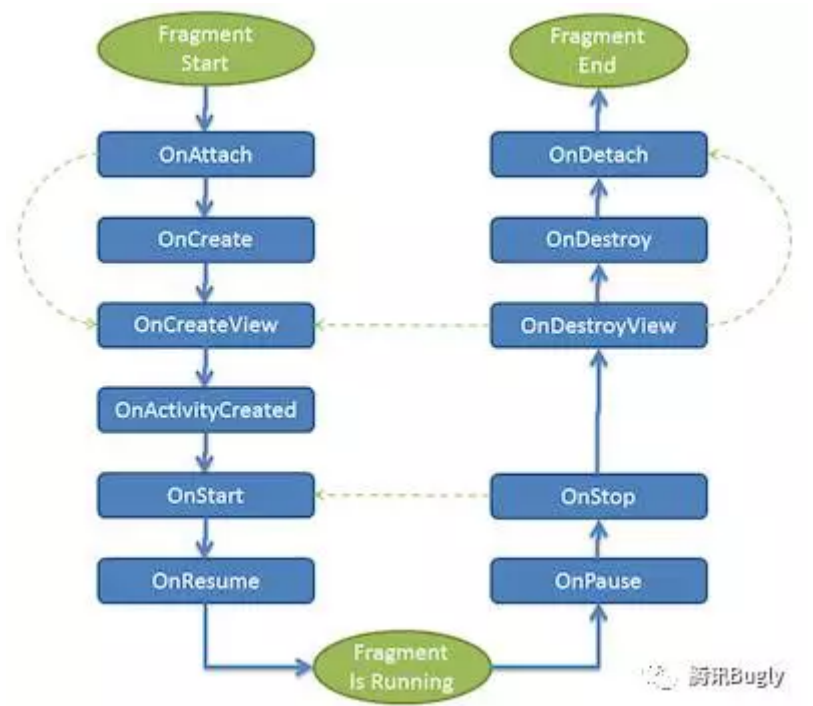 Fragment
Start
OnAttach
OnCreate
OnCreateView
OnActivityCreated
OnStart
OnResume
Fragment
Is Running
Fragment
End
OnDetach
OnDestroy
OnDestroyView
OnStop
OnPause
腾讯Bugly